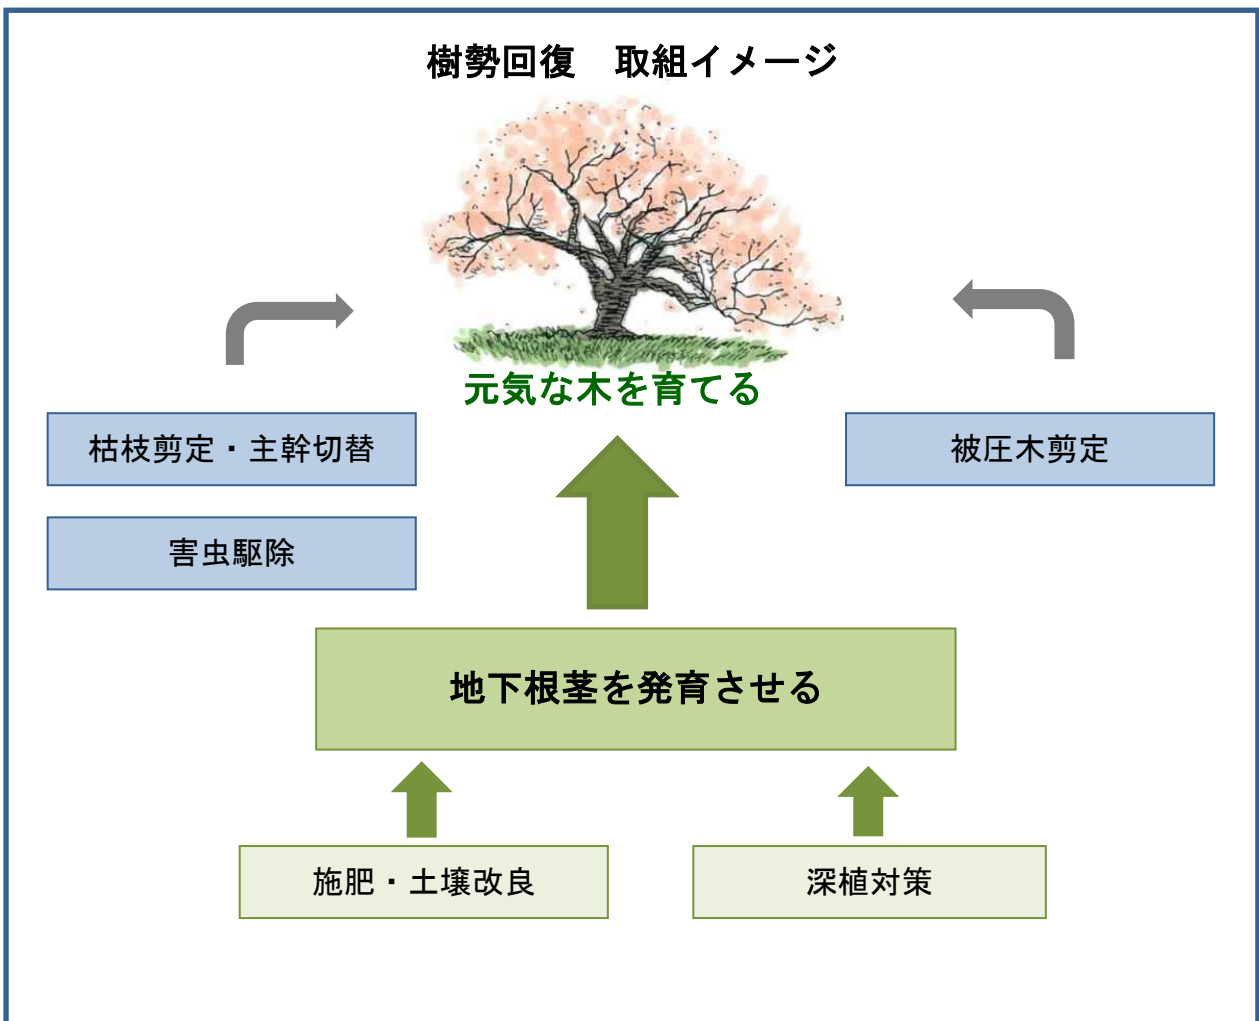 樹勢回復　取組イメージ
元気な木を育てる
枯枝剪定・主幹切替
被圧木剪定
害虫駆除
地下根茎を発育させる
施肥・土壌改良
深植対策